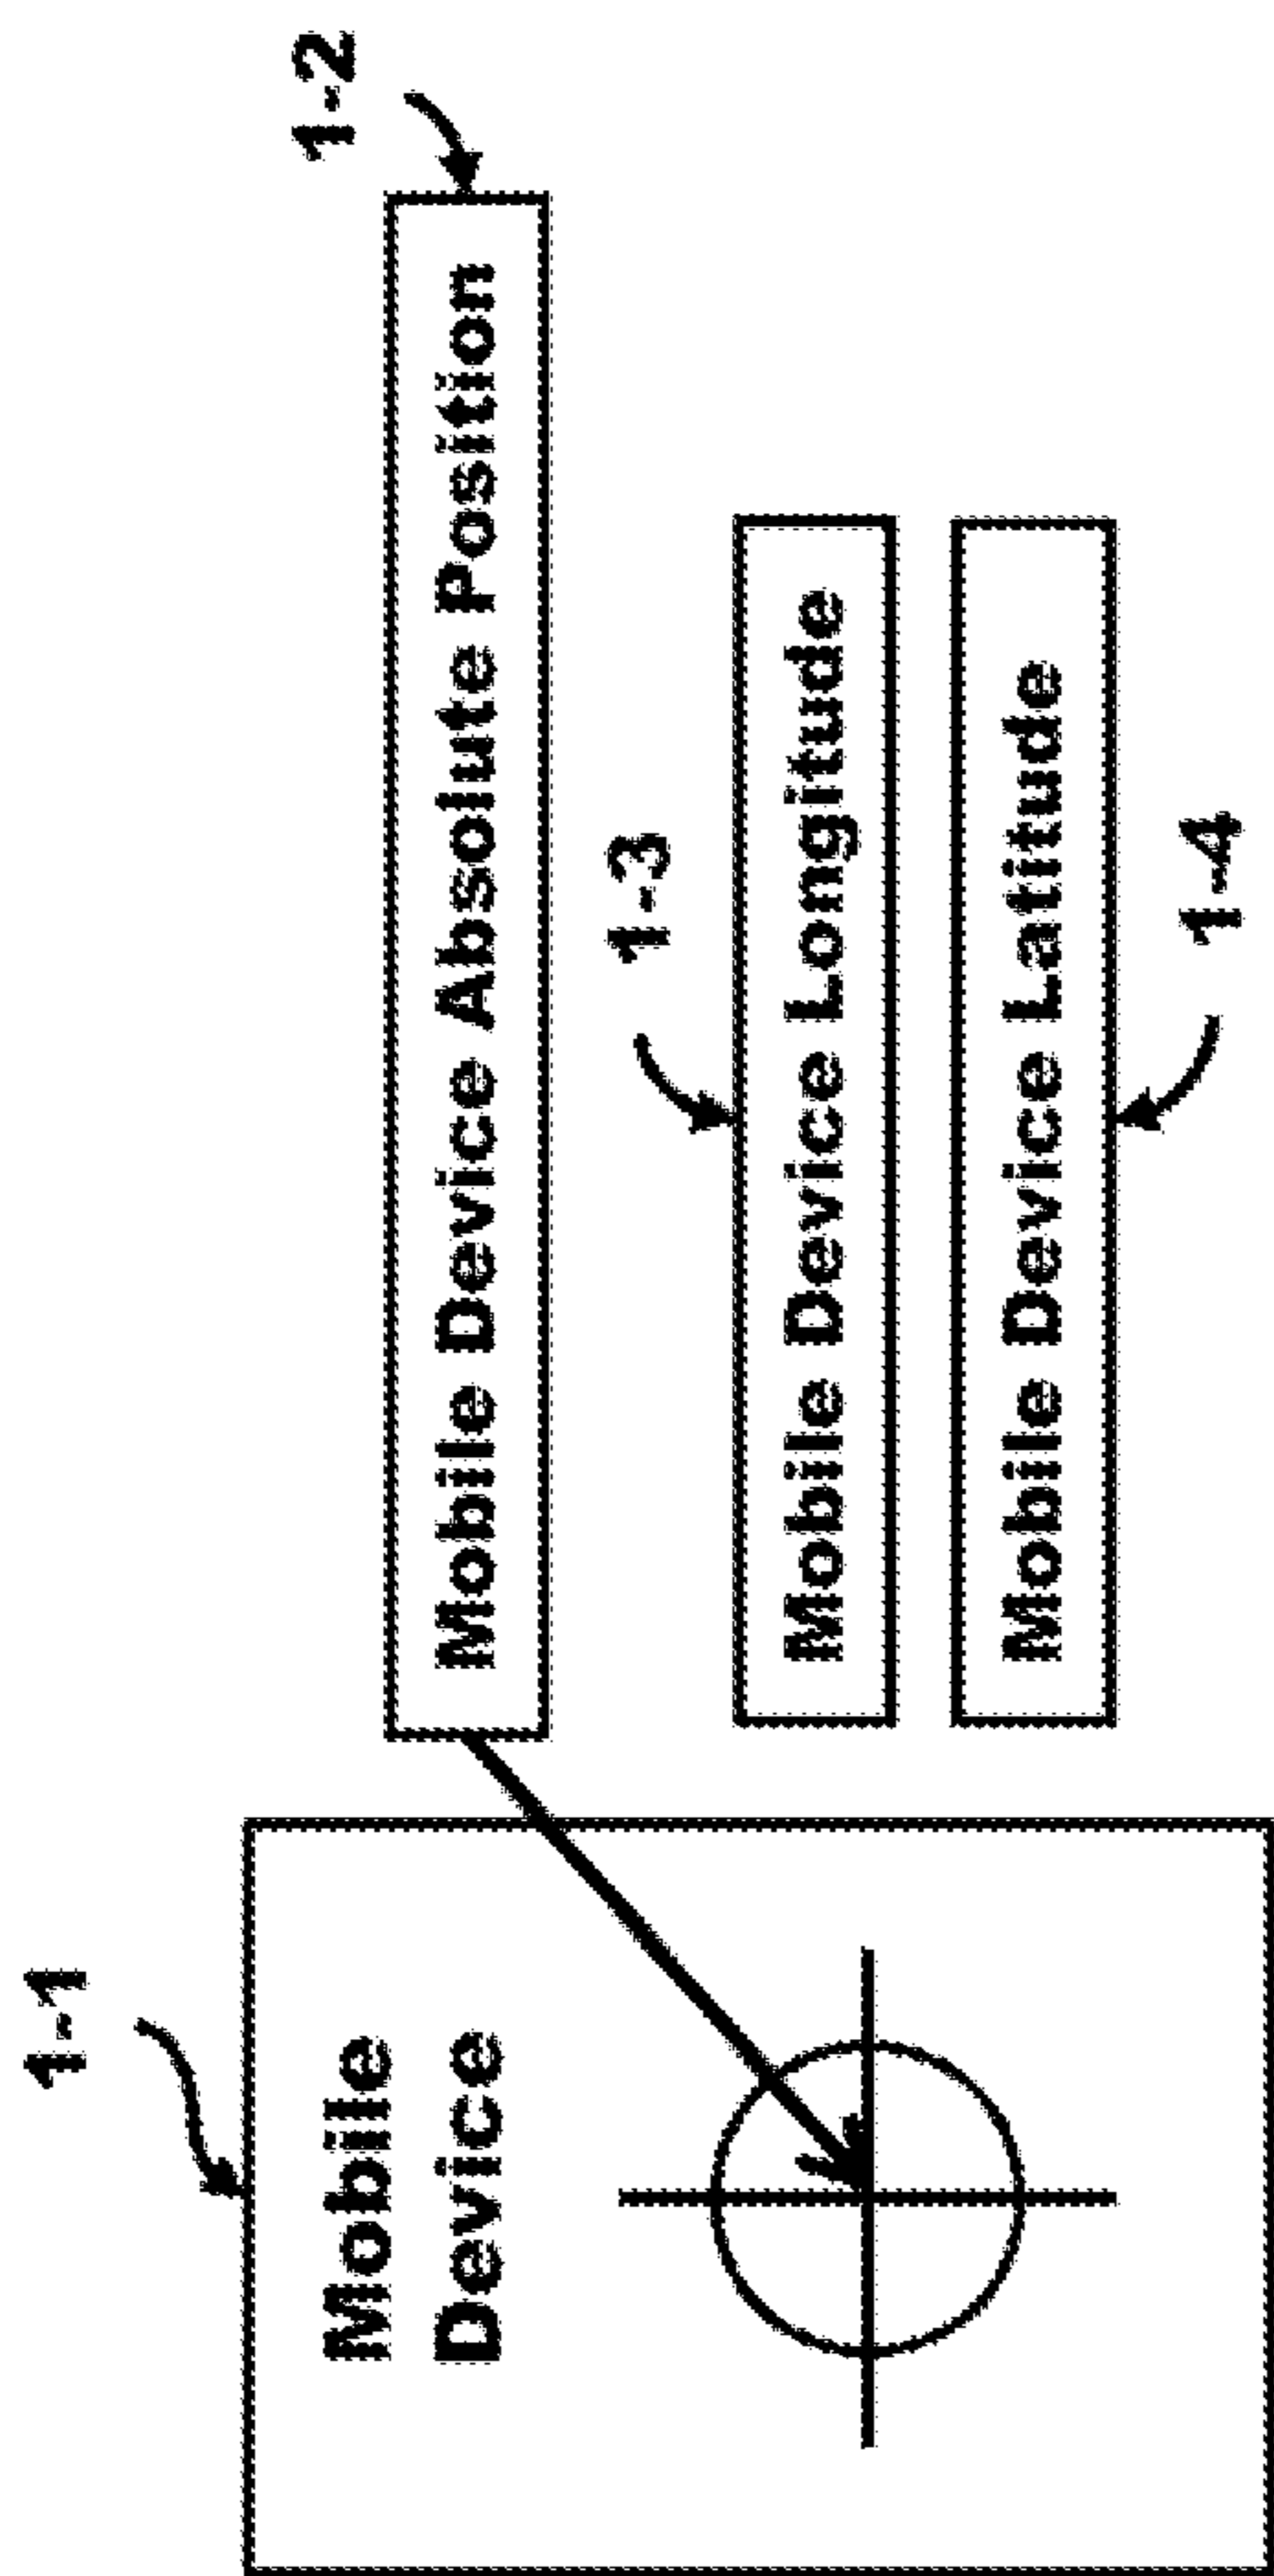 1-1
Mobile
Device
1-2
Mobile Device Absolute Position
1-3
Mobile Device Longitude
Mobile Device Latitude
1-4